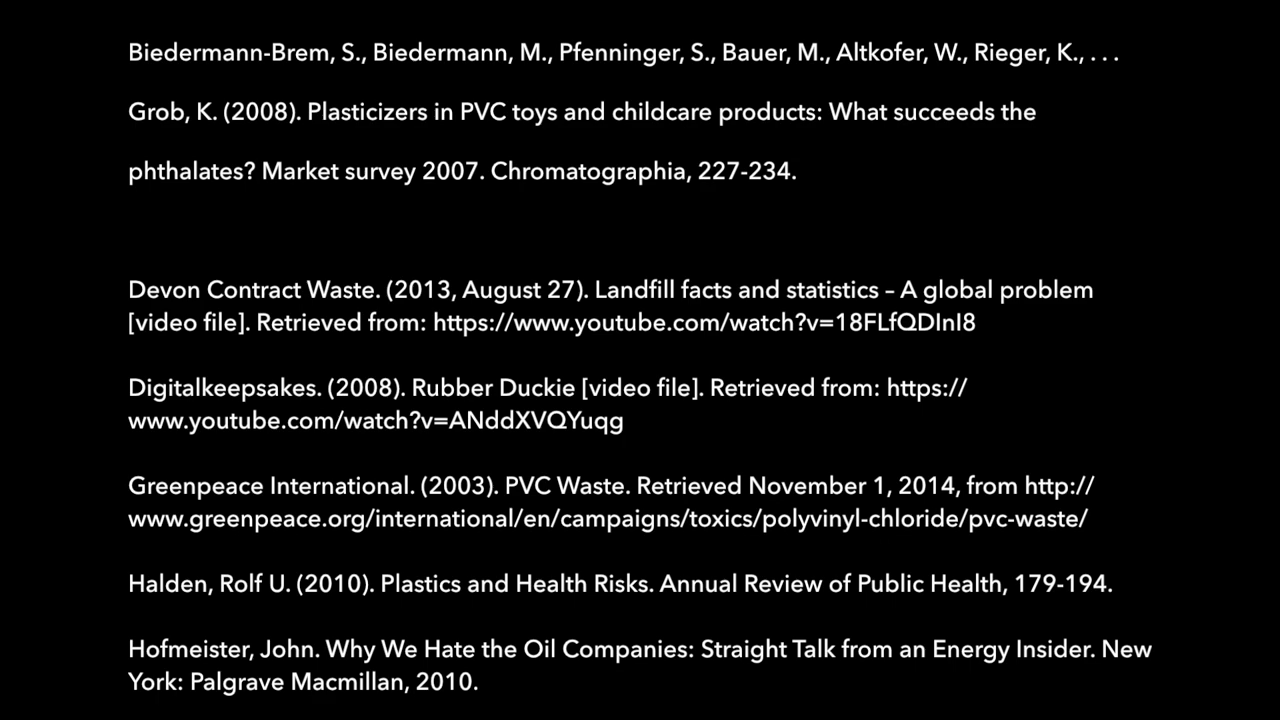 Biedermann-Brem, S., Biedermann, M., Pfenninger, S., Bauer, M., Altkofer, W., Rieger, K., . . .
Grob, K. (2008). Plasticizers in PVC toys and childcare products: What succeeds the
phthalates? Market survey 2007. Chromatographia, 227-234.
Devon Contract Waste. (2013, August 27). Landfill facts and statistics – A global problem
[video file]. Retrieved from: https://www.youtube.com/watch?v=18FLfQDInI8
Digitalkeepsakes. (2008). Rubber Duckie [video file]. Retrieved from: https://
www.youtube.com/watch?v=ANddXVQYuqg
Greenpeace International. (2003). PVC Waste. Retrieved November 1, 2014, from http://
www.greenpeace.org/international/en/campaigns/toxics/polyvinyl-chloride/pvc-waste/
Halden, Rolf U. (2010). Plastics and Health Risks. Annual Review of Public Health, 179-194.
Hofmeister, John. Why We Hate the Oil Companies: Straight Talk from an Energy Insider. New
York: Palgrave Macmillan, 2010.